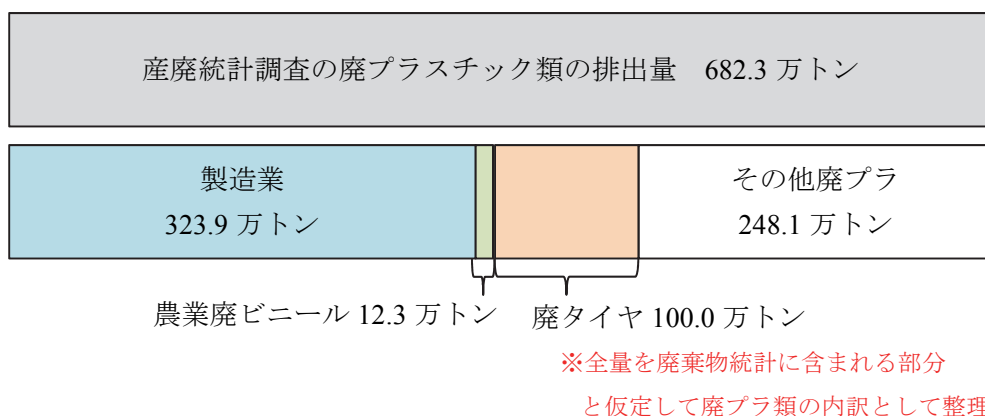 産廃統計調査の廃プラスチック類の排出量　682.3 万トン
製造業
323.9 万トン
その他廃プラ
248.1 万トン
農業廃ビニール 12.3 万トン
廃タイヤ 100.0 万トン
※全量を廃棄物統計に含まれる部分
と仮定して廃プラ類の内訳として整理